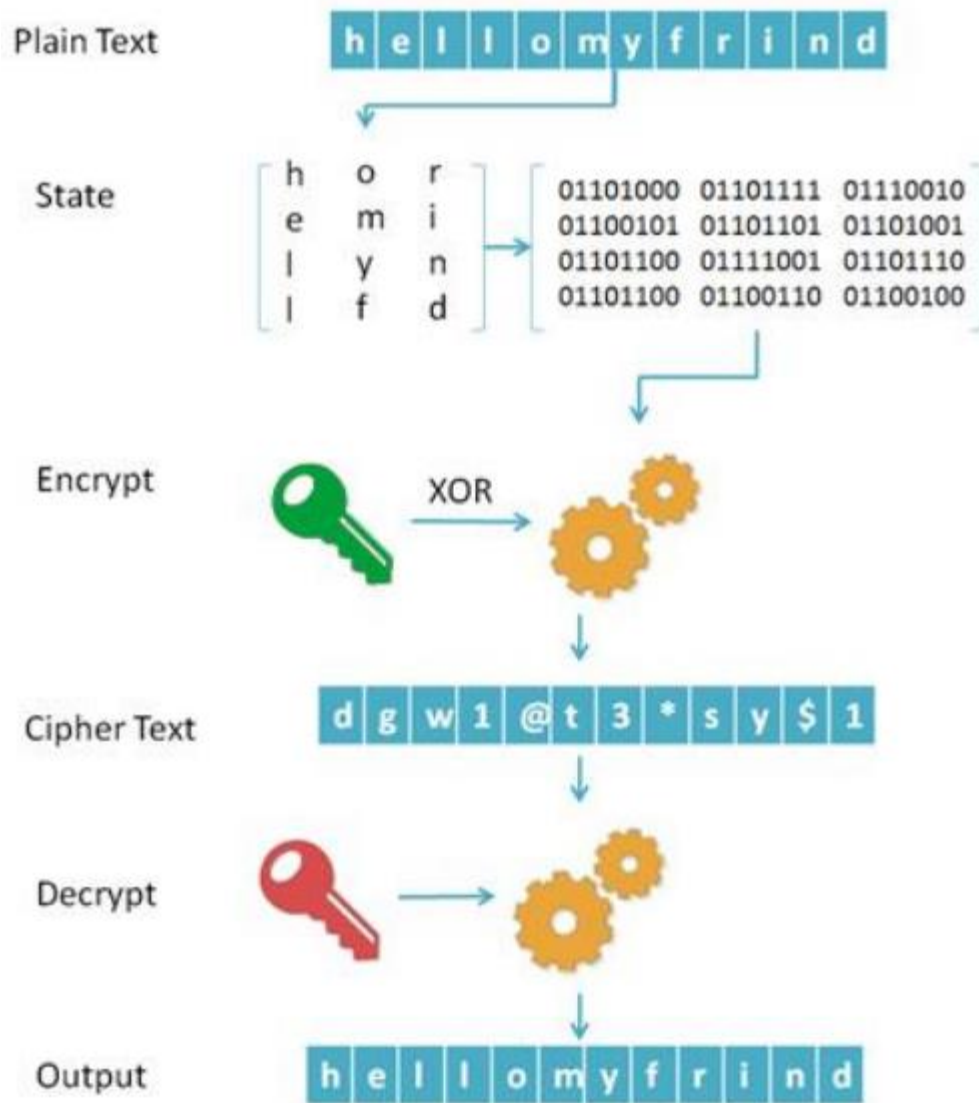 Plain Text h e l l o m y f r i n d
State
h o r
e m i
l y n
l f d
01101000 01101111 01110010
01100101 01101101 01101001
01101100 01111001 01101110
01101100 01100110 01100100
Encrypt XOR
Cipher Text d g w 1 @ t 3 * s y $ 1
Decrypt
Output h e l l o m y f r i n d